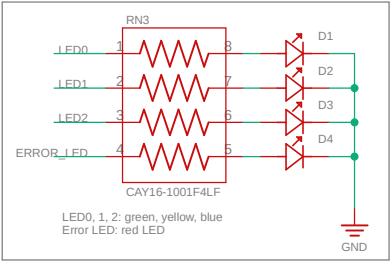 RN3
LED0 1 8 D1
LED1 2 7 D2
LED2 3 6 D3
ERROR_LED 4 5 D4
CAY16-1001F4LF
LED0, 1, 2: green, yellow, blue
Error LED: red LED
GND